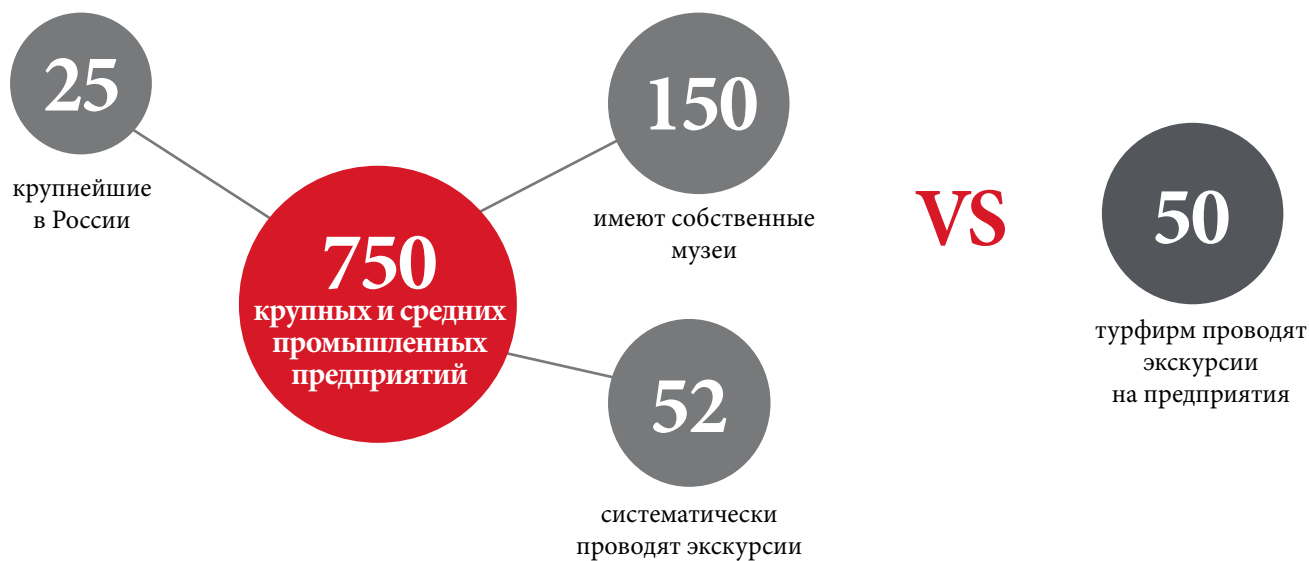 25
крупнейшие
в России
750
крупных и средних
промышленных
предприятий
150
имеют собственные
музеи
52
систематически
проводят экскурсии
VS
50
турфирм проводят
экскурсии
на предприятия